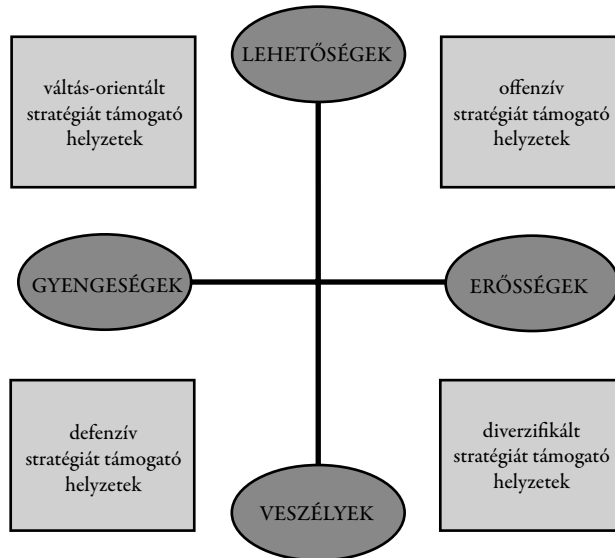 LEHETŐSÉGEK
váltás-orientált
stratégiát támogató
helyzetek
offenzív
stratégiát támogató
helyzetek
GYENGESÉGEK
ERŐSSÉGEK
defenzív
stratégiát támogató
helyzetek
diverzifikált
stratégiát támogató
helyzetek
VESZÉLYEK